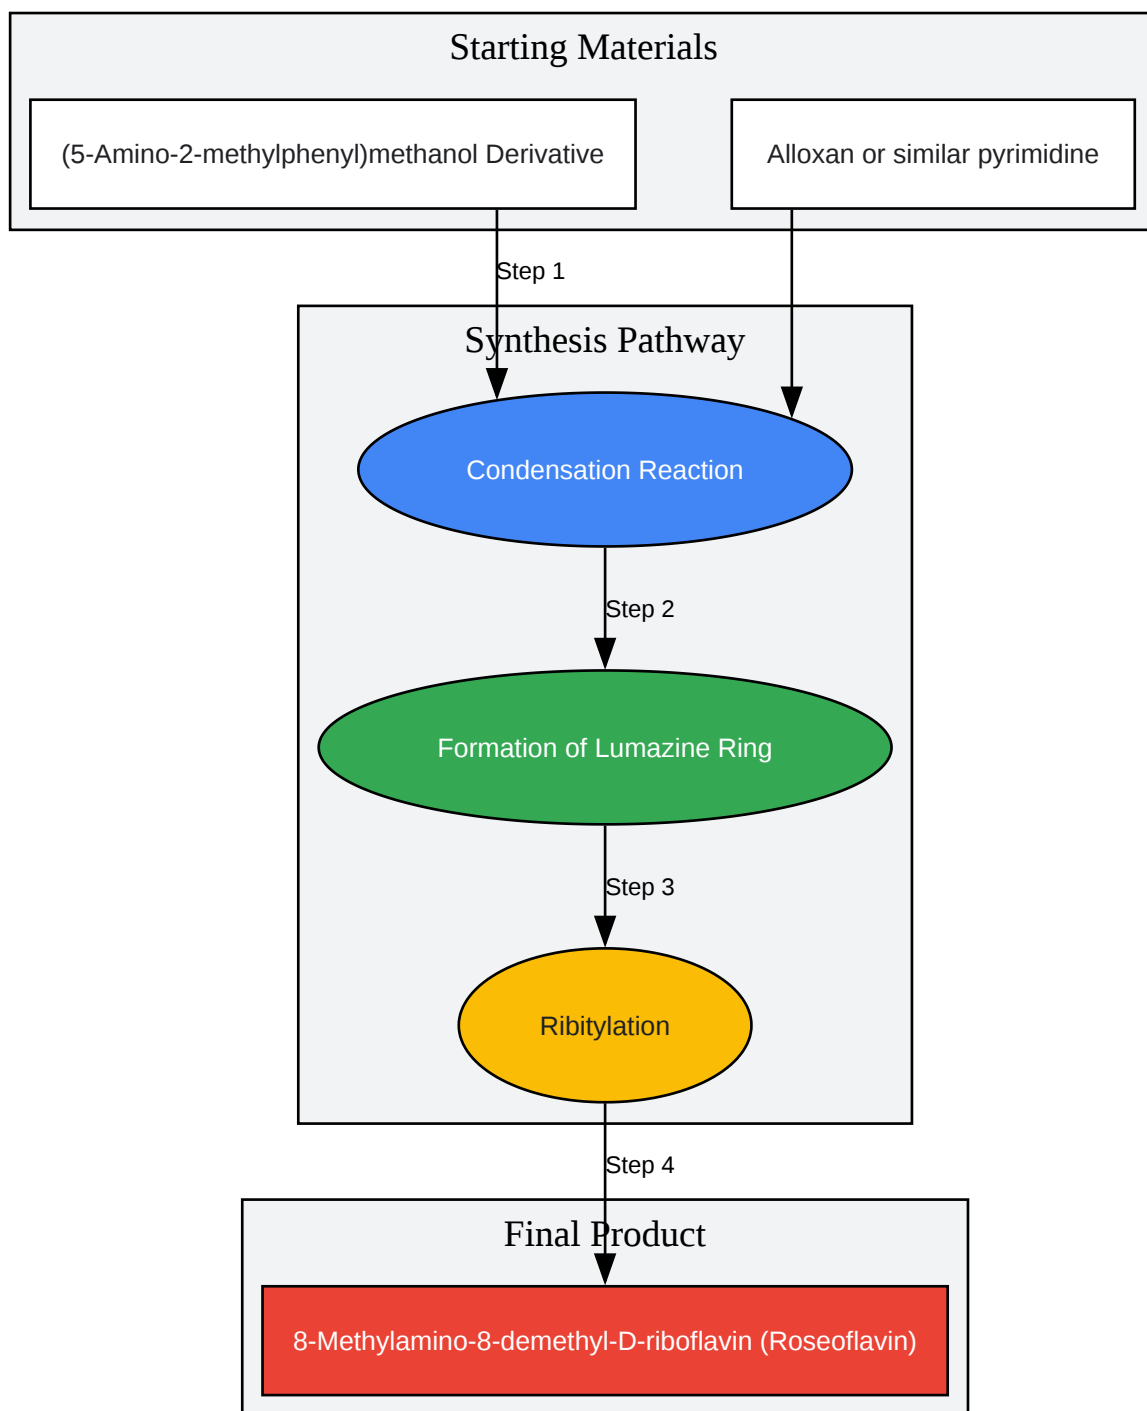 Starting Materials
(5-Amino-2-methylphenyl)methanol Derivative
Alloxan or similar pyrimidine
Step 1
Synthesis Pathway
Condensation Reaction
Step 2
Formation of Lumazine Ring
Step 3
Ribitylation
Step 4
Final Product
8-Methylamino-8-demethyl-D-riboflavin (Roseoflavin)